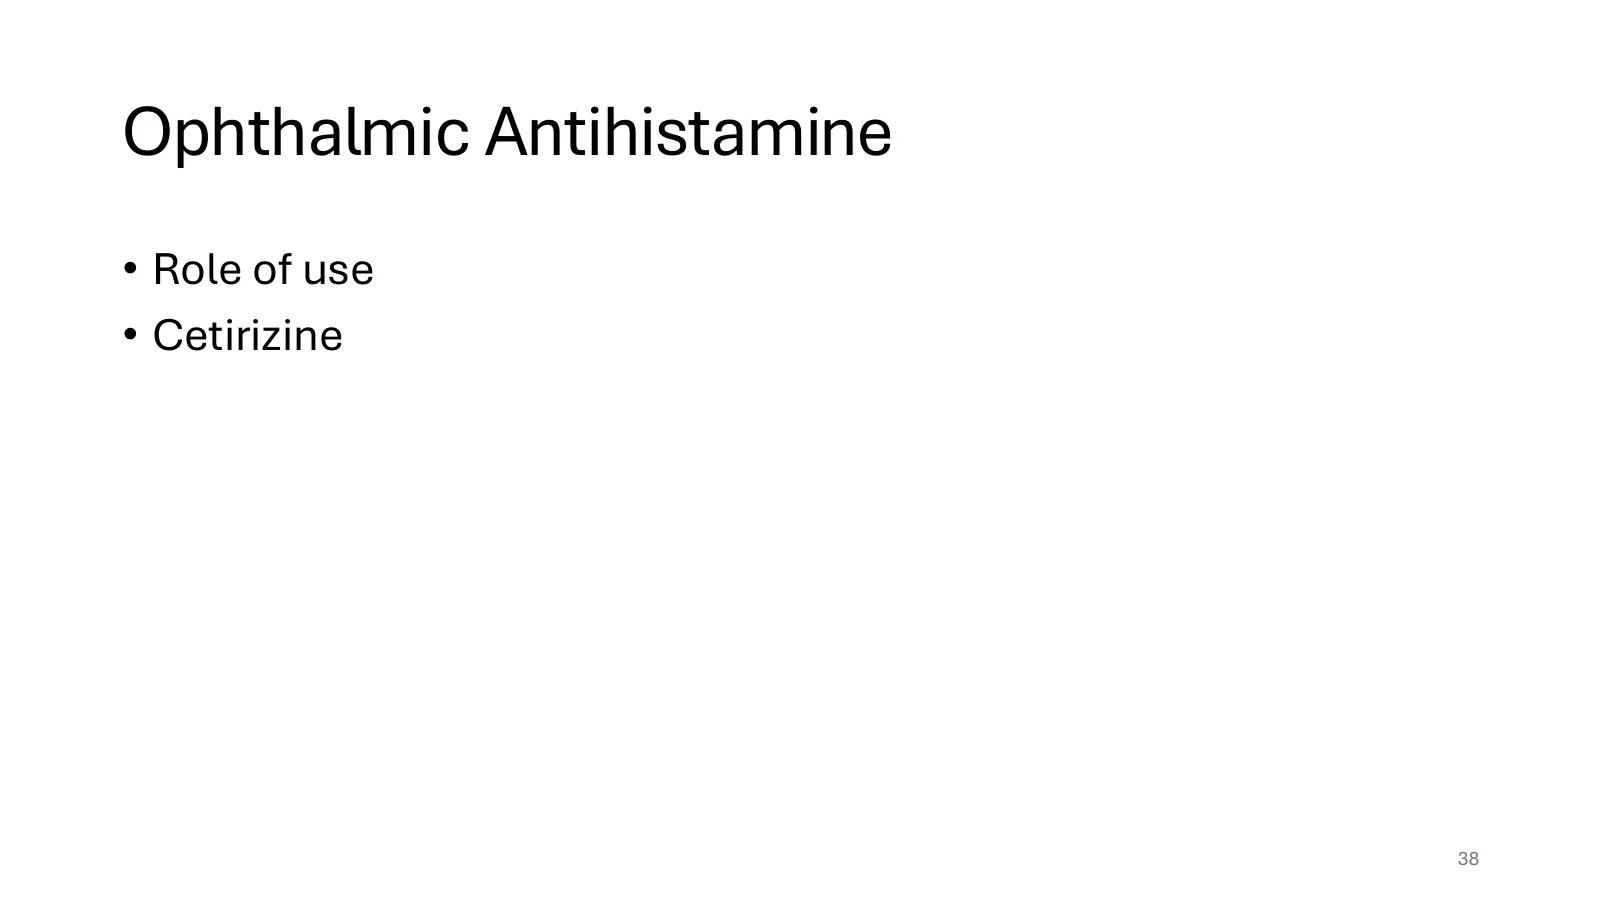 Ophthalmic Antihistamine
• Role of use
• Cetirizine
38